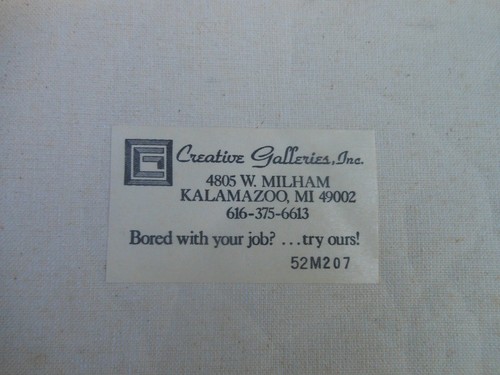 Creative Galleries, Inc.
4805 W. MILHAM
KALAMAZOO, MI 49002
616-375-6613
Bored with your job? ...try ours!
52M207